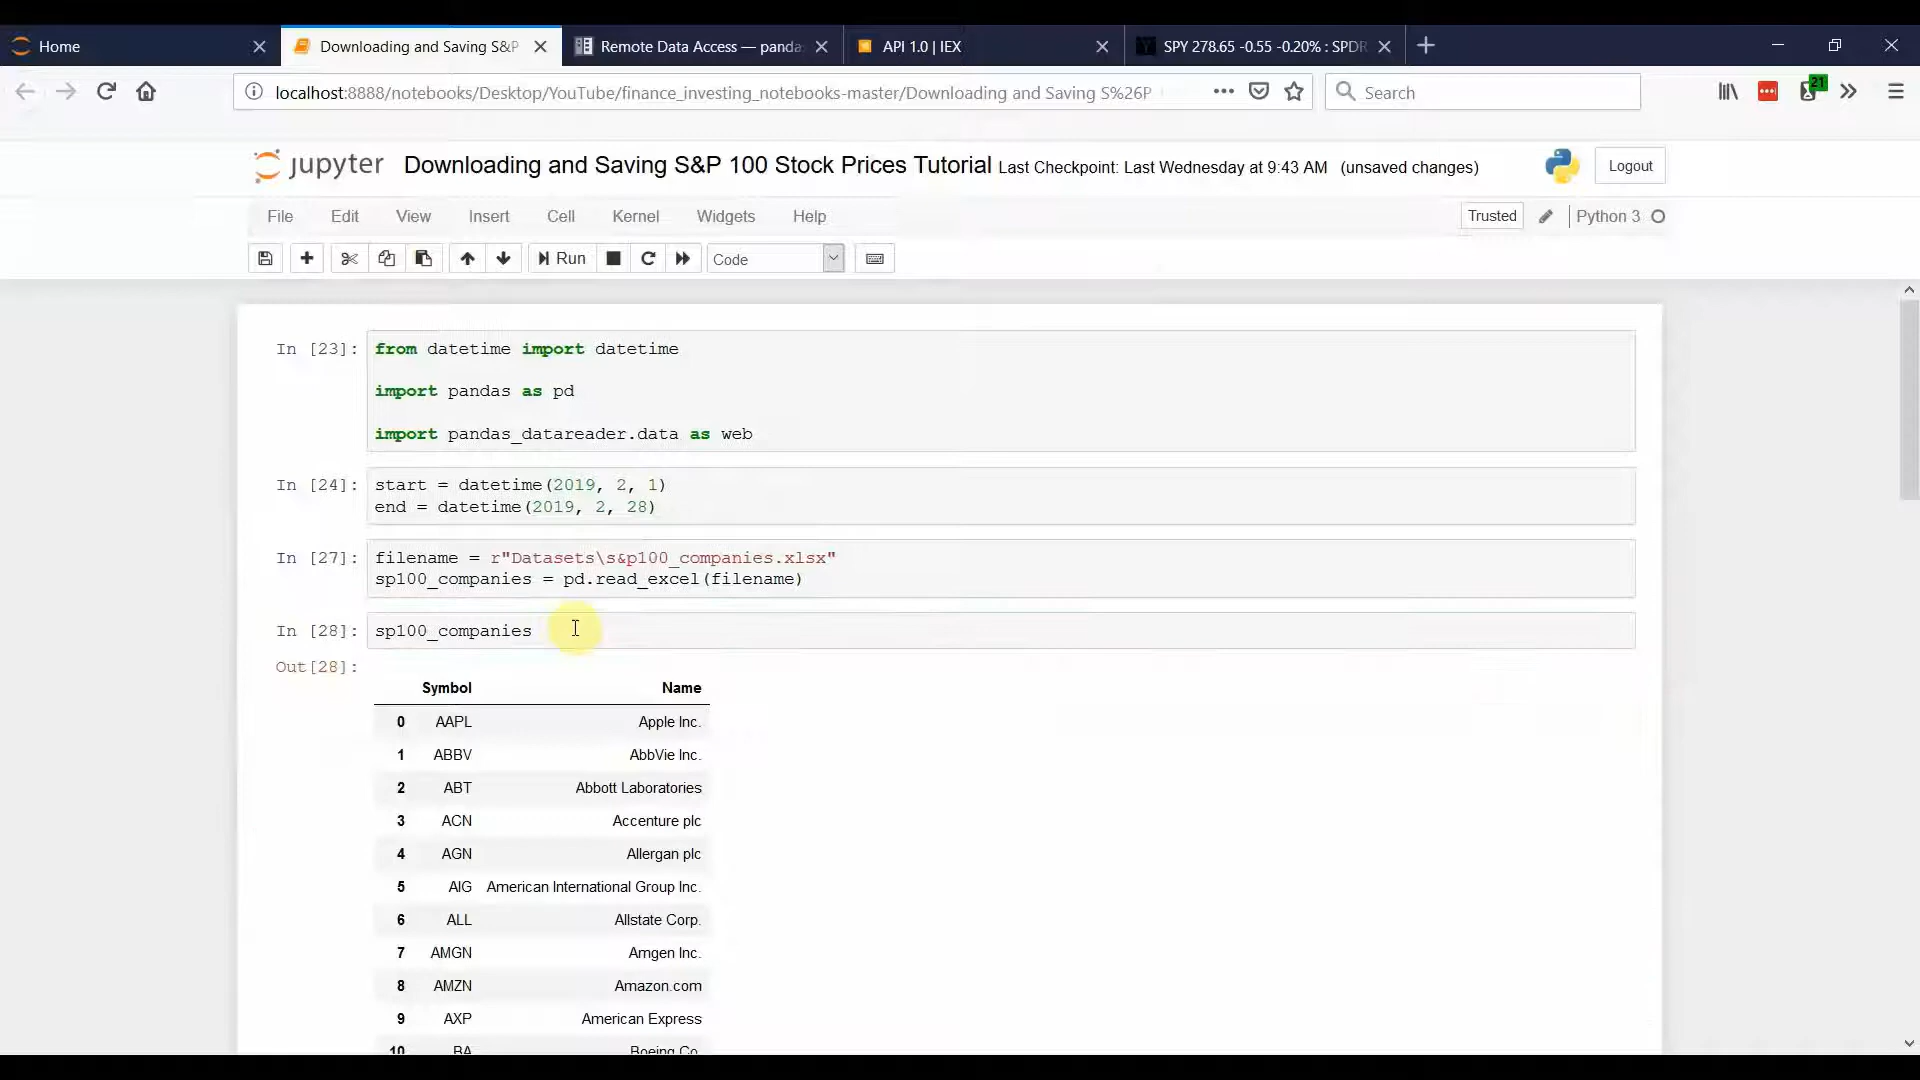 Home
Downloading and Saving S&P
Remote Data Access — panda
API 1.0 | IEX
SPY 278.65 -0.55 -0.20% : SPDR
localhost:8888/notebooks/Desktop/YouTube/finance_investing_notebooks-master/Downloading and Saving S%26P
Search
21
jupyter
Downloading and Saving S&P 100 Stock Prices Tutorial Last Checkpoint: Last Wednesday at 9:43 AM (unsaved changes)
Logout
File Edit View Insert Cell Kernel Widgets Help
Trusted
Python 3
Run
Code
In [23]: from datetime import datetime
import pandas as pd
import pandas_datareader.data as web
In [24]: start = datetime(2019, 2, 1)
end = datetime(2019, 2, 28)
In [27]: filename = r"Datasets\s&p100_companies.xlsx"
sp100_companies = pd.read_excel(filename)
In [28]: sp100_companies
Out[28]:
Symbol Name
0 AAPL Apple Inc.
1 ABBV AbbVie Inc.
2 ABT Abbott Laboratories
3 ACN Accenture plc
4 AGN Allergan plc
5 AIG American International Group Inc.
6 ALL Allstate Corp.
7 AMGN Amgen Inc.
8 AMZN Amazon.com
9 AXP American Express
10 BA Boeing Co.